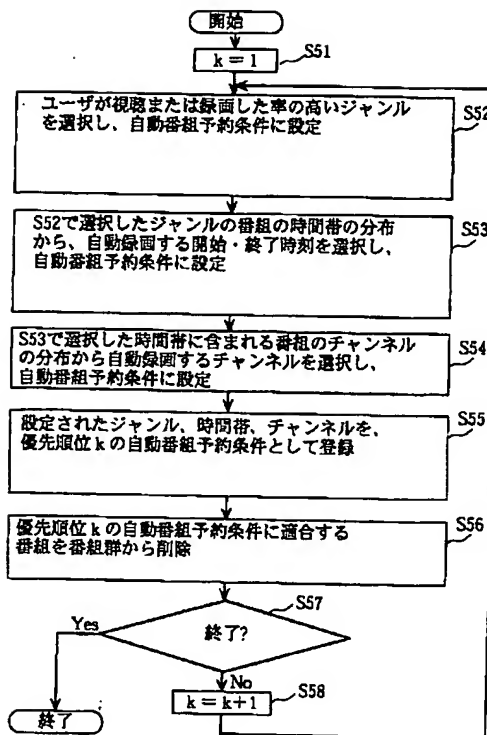 開始
k = 1
S51
ユーザが視聴または録画した率の高いジャンル
を選択し、自動番組予約条件に設定
S52
S52で選択したジャンルの番組の時間帯の分布
から、自動録画する開始・終了時刻を選択し、
自動番組予約条件に設定
S53
S53で選択した時間帯に含まれる番組のチャンネル
の分布から自動録画するチャンネルを選択し、
自動番組予約条件に設定
S54
設定されたジャンル、時間帯、チャンネルを、
優先順位kの自動番組予約条件として登録
S55
優先順位kの自動番組予約条件に適合する
番組を番組群から削除
S56
S57
Yes
終了?
No
S58
k = k+1
終了